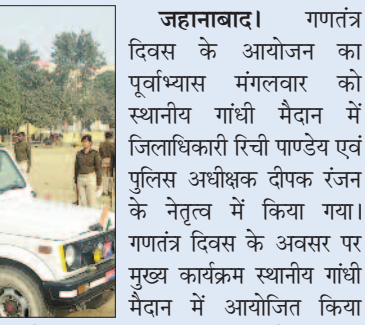 जहानाबाद। गणतंत्र
दिवस के आयोजन का
पूर्वाभ्यास मंगलवार को
स्थानीय गांधी मैदान में
जिलाधिकारी रिची पाण्डेय एवं
पुलिस अधीक्षक दीपक रंजन
के नेतृत्व में किया गया।
गणतंत्र दिवस के अवसर पर
मुख्य कार्यक्रम स्थानीय गांधी
मैदान में आयोजित किया